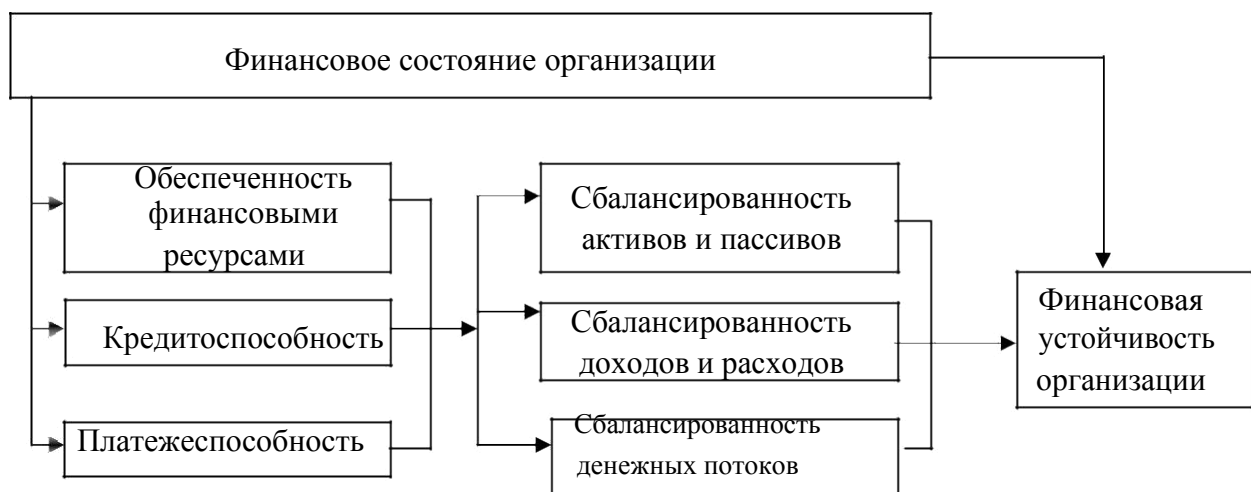 Финансовое состояние организации
Обеспеченность
финансовыми
ресурсами
Кредитоспособность
Платежеспособность
Сбалансированность
активов и пассивов
Сбалансированность
доходов и расходов
Сбалансированность
денежных потоков
Финансовая
устойчивость
организации